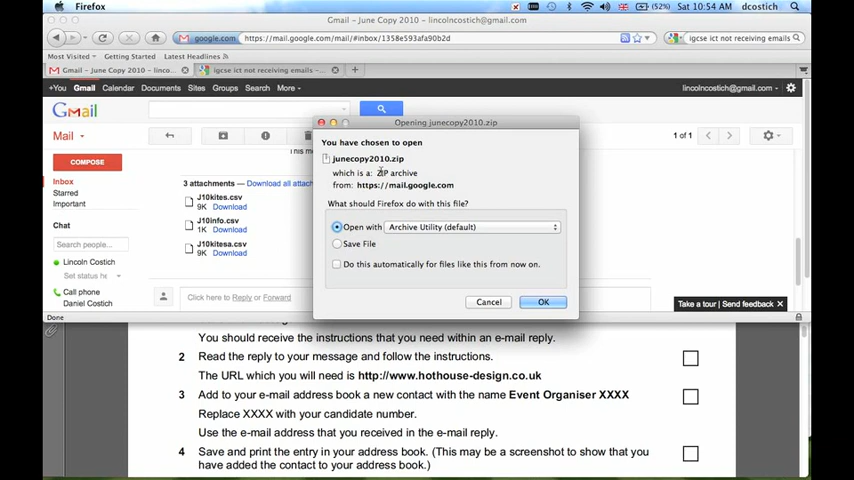 Firefox
(52%) Sat 10:54 AM dcostich
Gmail – June Copy 2010 – lincolncostich@gmail.com
google.com https://mail.google.com/mail/#inbox/1358e593afa90b2d
igcse ict not receiving emails
Most Visited Getting Started Latest Headlines
Gmail – June Copy 2010 – linco...
igcse ict not receiving emails – ...
+You Gmail Calendar Documents Sites Groups Search More
lincolncostich@gmail.com
Gmail
Opening junecopy2010.zip
Mail
1 of 1
You have chosen to open
This m
junecopy2010.zip
COMPOSE
which is a: ZIP archive
from: https://mail.google.com
Inbox
Starred
Important
3 attachments – Download all attachmen
J10kites.csv
9K Download
J10info.csv
1K Download
J10kitesa.csv
9K Download
What should Firefox do with this file?
Open with Archive Utility (default)
Save File
Do this automatically for files like this from now on.
Cancel OK
Chat
Search people...
Lincoln Costich
Set status he
Call phone
Daniel Costich
Click here to Reply or Forward
Take a tour | Send feedback ✕
Done
You should receive the instructions that you need within an e-mail reply.
2 Read the reply to your message and follow the instructions.
The URL which you will need is http://www.hothouse-design.co.uk
3 Add to your e-mail address book a new contact with the name Event Organiser XXXX
Replace XXXX with your candidate number.
Use the e-mail address that you received in the e-mail reply.
4 Save and print the entry in your address book. (This may be a screenshot to show that you
have added the contact to your address book.)